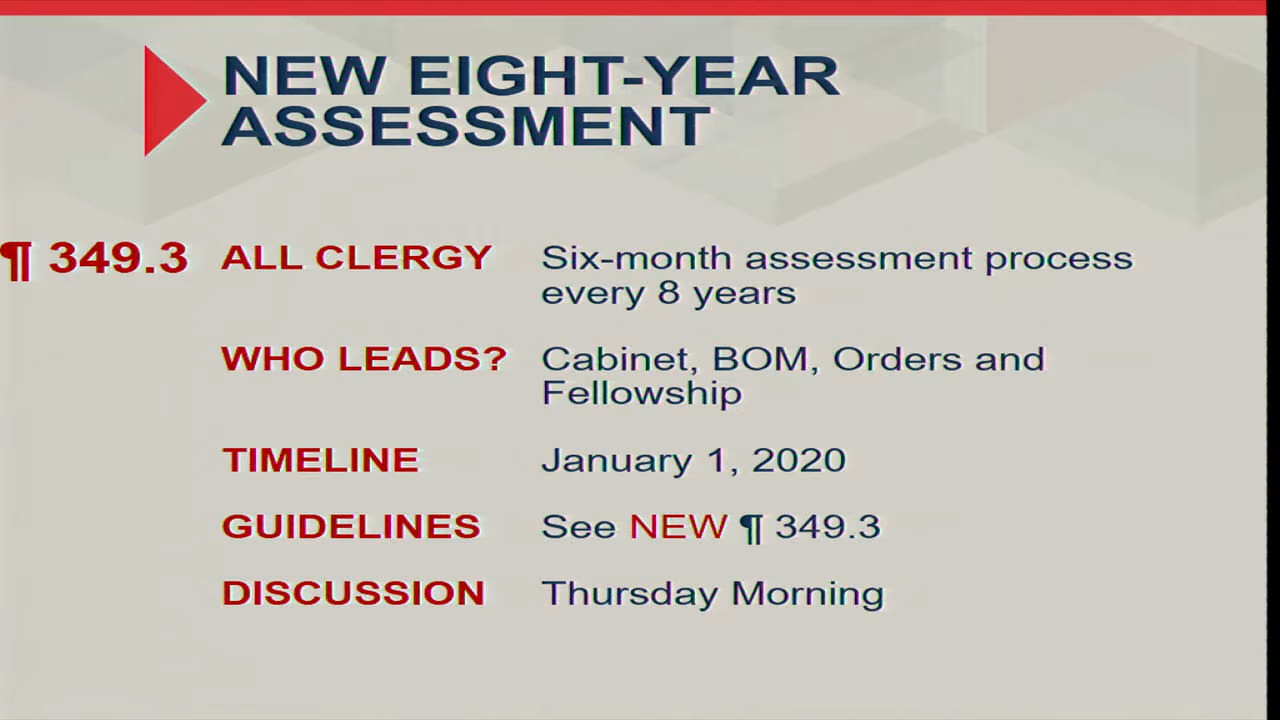 NEW EIGHT-YEAR
ASSESSMENT
¶ 349.3 ALL CLERGY Six-month assessment process
every 8 years
WHO LEADS? Cabinet, BOM, Orders and
Fellowship
TIMELINE January 1, 2020
GUIDELINES See NEW ¶ 349.3
DISCUSSION Thursday Morning